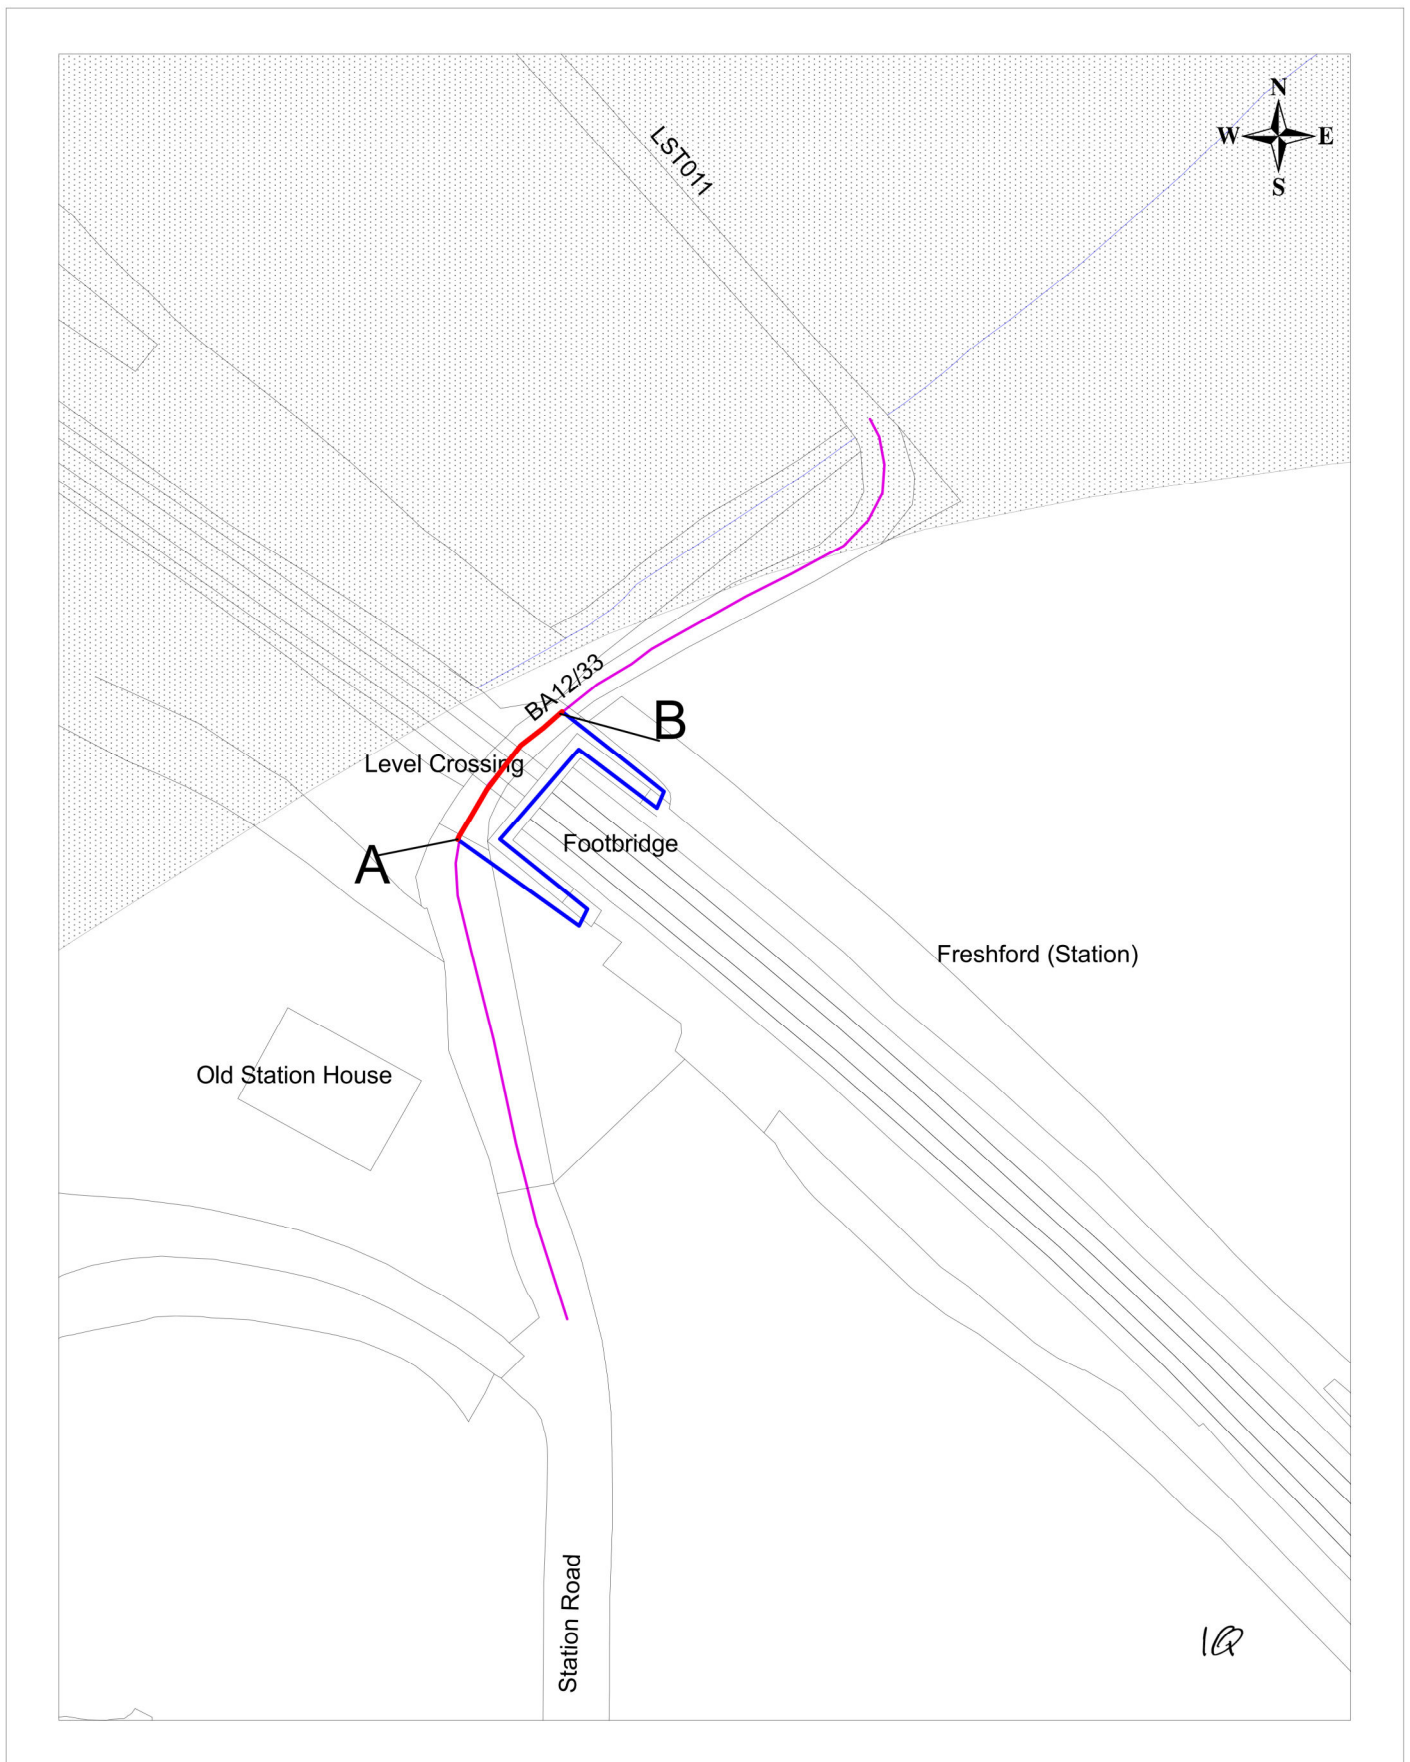 N
W E
S
LST011
BA12/33
B
Level Crossing
A
Footbridge
Freshford (Station)
Old Station House
Station Road